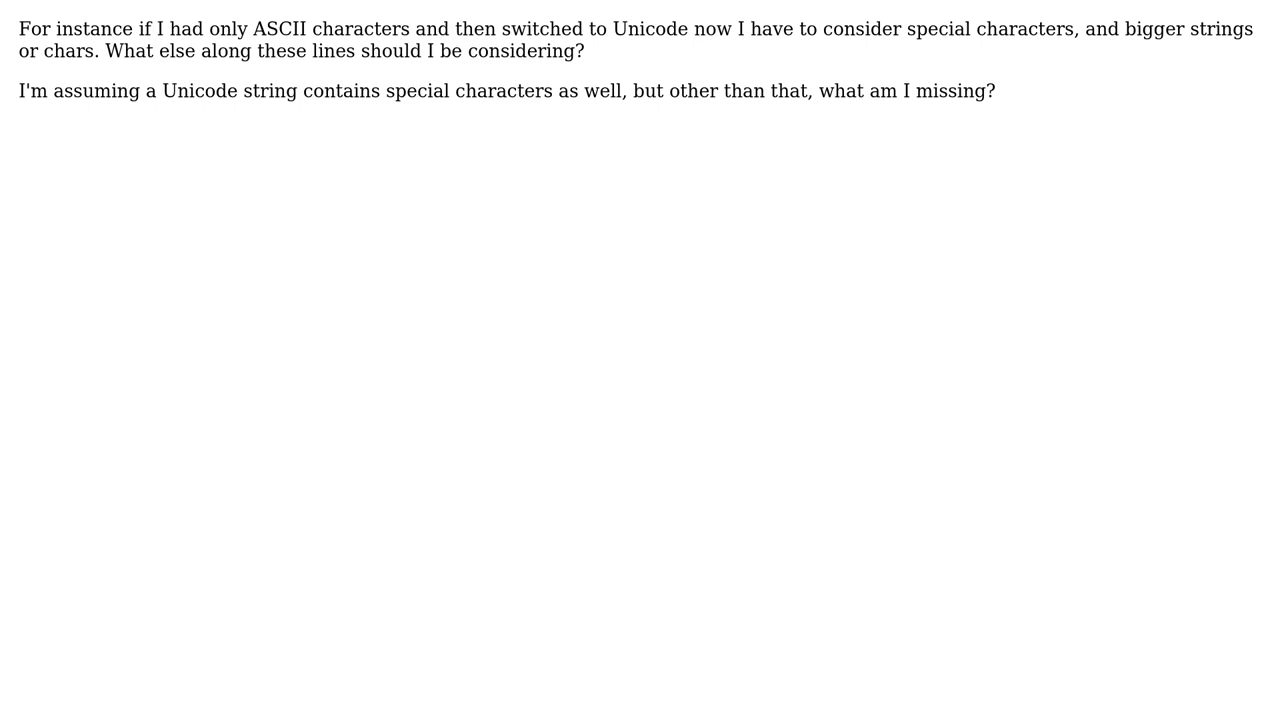 For instance if I had only ASCII characters and then switched to Unicode now I have to consider special characters, and bigger strings
or chars. What else along these lines should I be considering?
I'm assuming a Unicode string contains special characters as well, but other than that, what am I missing?